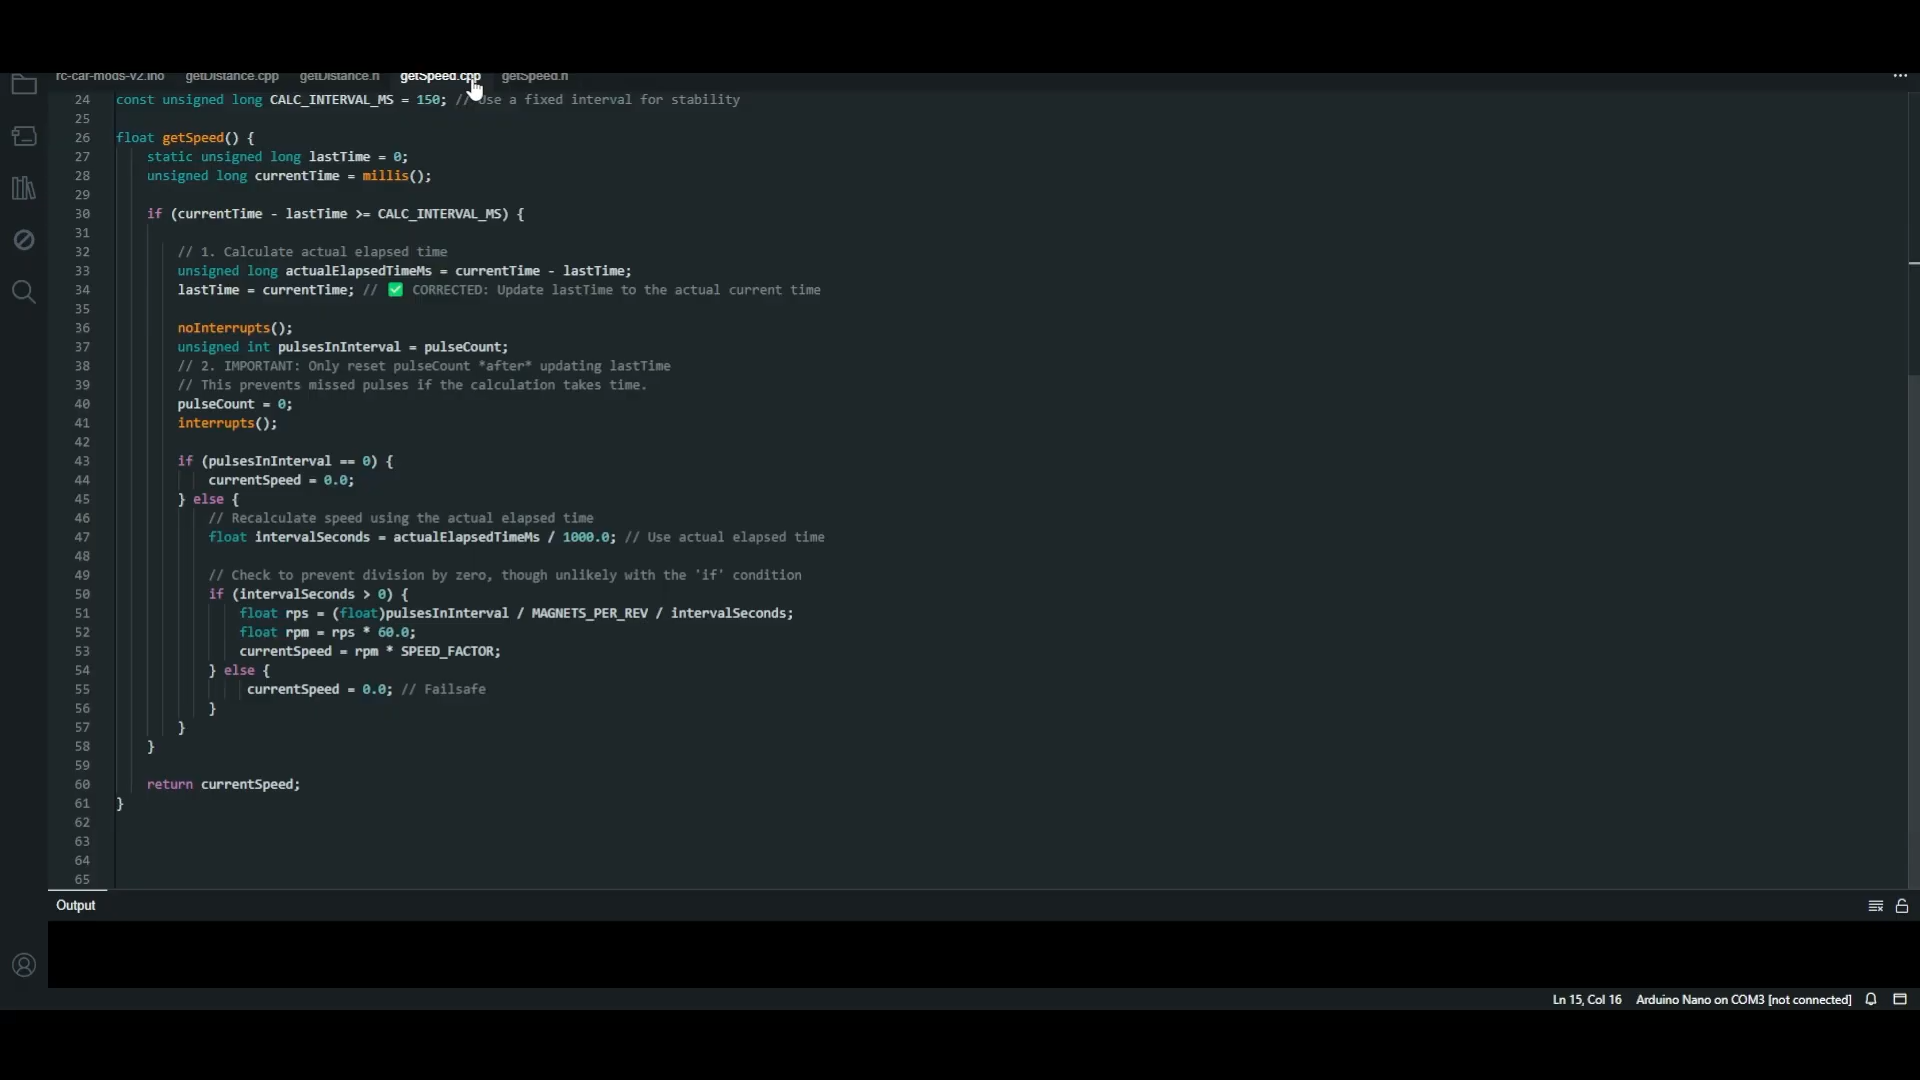 rc-car-mods-v2.ino getDistance.cpp getDistance.h getSpeed.cpp getSpeed.h
24 const unsigned long CALC_INTERVAL_MS = 150; // Use a fixed interval for stability
25
26 float getSpeed() {
27 static unsigned long lastTime = 0;
28 unsigned long currentTime = millis();
29
30 if (currentTime - lastTime >= CALC_INTERVAL_MS) {
31
32 // 1. Calculate actual elapsed time
33 unsigned long actualElapsedTimeMs = currentTime - lastTime;
34 lastTime = currentTime; // ✅ CORRECTED: Update lastTime to the actual current time
35
36 noInterrupts();
37 unsigned int pulsesInInterval = pulseCount;
38 // 2. IMPORTANT: Only reset pulseCount *after* updating lastTime
39 // This prevents missed pulses if the calculation takes time.
40 pulseCount = 0;
41 interrupts();
42
43 if (pulsesInInterval == 0) {
44 currentSpeed = 0.0;
45 } else {
46 // Recalculate speed using the actual elapsed time
47 float intervalSeconds = actualElapsedTimeMs / 1000.0; // Use actual elapsed time
48
49 // Check to prevent division by zero, though unlikely with the 'if' condition
50 if (intervalSeconds > 0) {
51 float rps = (float)pulsesInInterval / MAGNETS_PER_REV / intervalSeconds;
52 float rpm = rps * 60.0;
53 currentSpeed = rpm * SPEED_FACTOR;
54 } else {
55 currentSpeed = 0.0; // Failsafe
56 }
57 }
58 }
59
60 return currentSpeed;
61 }
62
63
64
65
Output
Ln 15, Col 16 Arduino Nano on COM3 [not connected]